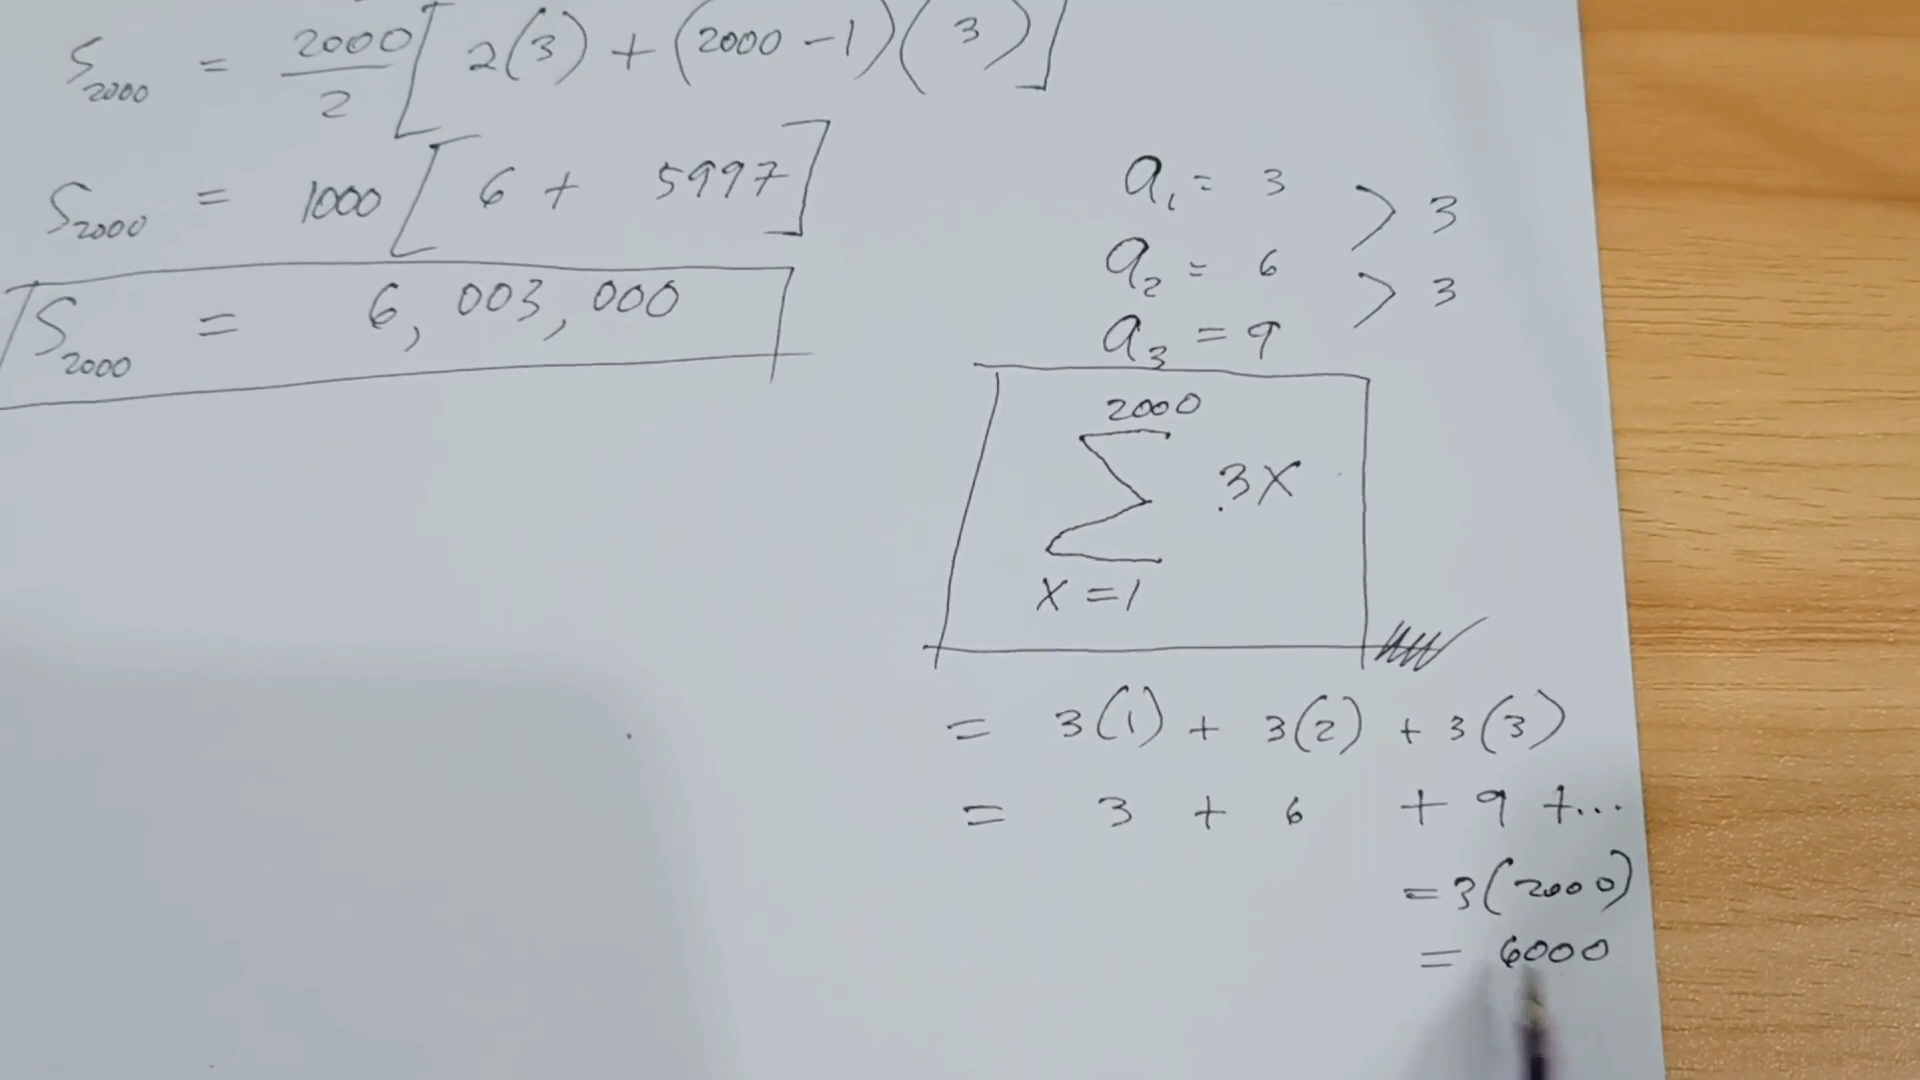 S₂₀₀₀ = 2000/2 [ 2(3) + (2000 - 1)(3) ]
S₂₀₀₀ = 1000 [ 6 + 5997 ]
S₂₀₀₀ = 6,003,000
a₁ = 3 > 3
a₂ = 6 > 3
a₃ = 9
2000
∑ 3X
X = 1
= 3(1) + 3(2) + 3(3)
= 3 + 6 + 9 + ...
= 3(2000)
= 6000